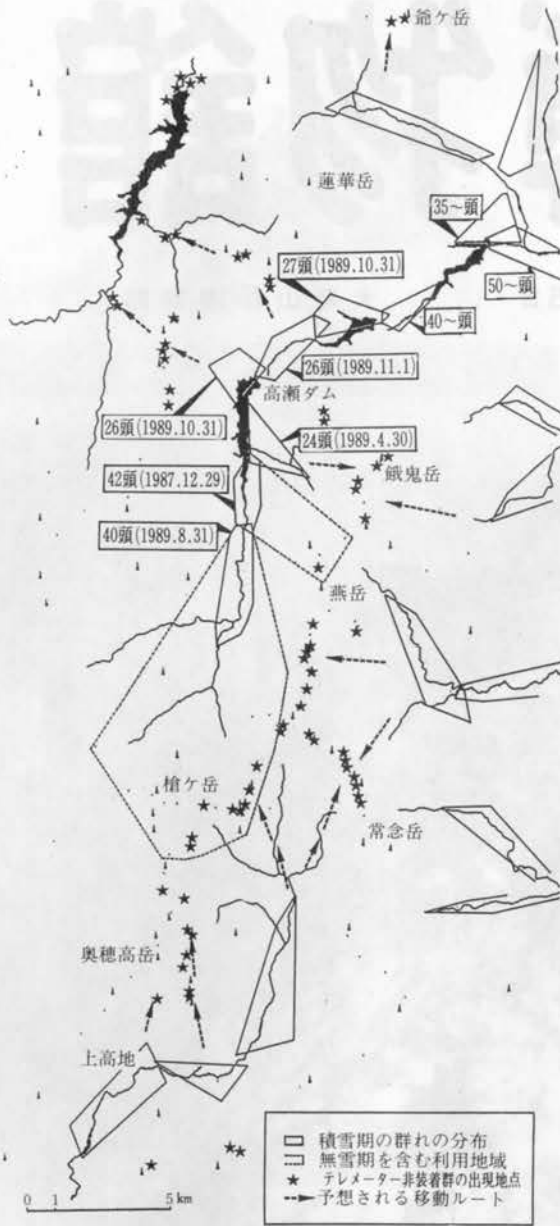 爺ケ岳
蓮華岳
35〜頭
27頭(1989.10.31)
50〜頭
40〜頭
26頭(1989.11.1)
高瀬ダム
26頭(1989.10.31)
24頭(1989.4.30)
餓鬼岳
42頭(1987.12.29)
40頭(1989.8.31)
燕岳
槍ケ岳
常念岳
奥穂高岳
上高地
積雪期の群れの分布
無雪期を含む利用地域
テレメーター非装着群の出現地点
予想される移動ルート
0 1 5km